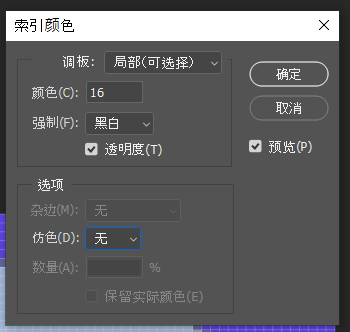 索引颜色
调板: 局部(可选择)
确定
颜色(C): 16
取消
强制(F): 黑白
透明度(T)
预览(P)
选项
杂边(M): 无
仿色(D): 无
数量(A): %
保留实际颜色(E)